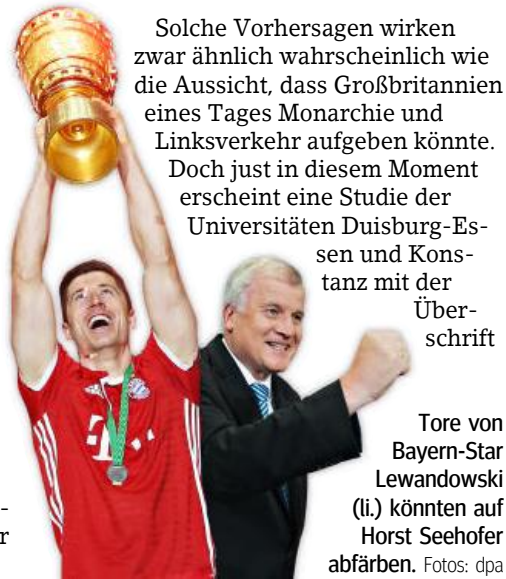 Solche Vorhersagen wirken
zwar ähnlich wahrscheinlich wie
die Aussicht, dass Großbritannien
eines Tages Monarchie und
Linksverkehr aufgeben könnte.
Doch just in diesem Moment
erscheint eine Studie der
Universitäten Duisburg-Es-
sen und Kons-
tanz mit der
Über-
schrift
Tore von
Bayern-Star
Lewandowski
(li.) könnten auf
Horst Seehofer
abfärben. Fotos: dpa
-
r
T